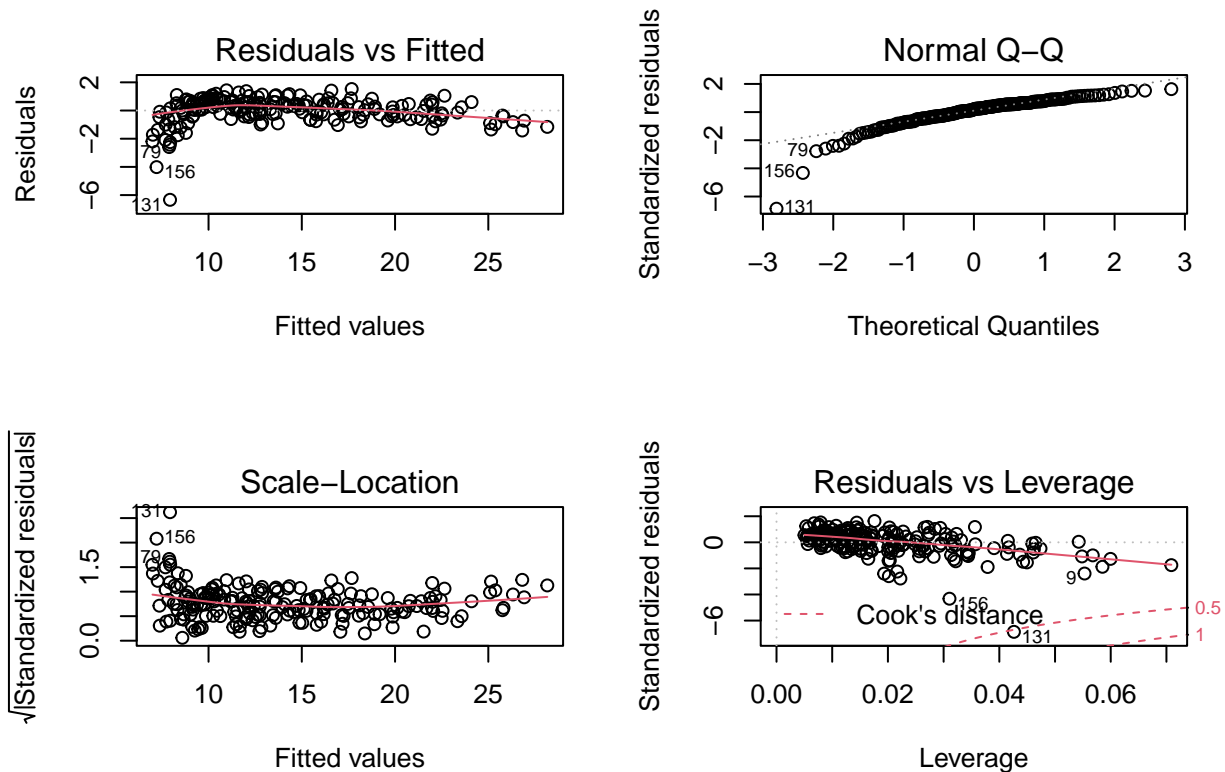 Residuals vs Fitted
Residuals
2
−2
−6
79
156
131
10 15 20 25
Fitted values
Normal Q−Q
Standardized residuals
2
−2
−6
79
156
131
−3 −2 −1 0 1 2 3
Theoretical Quantiles
Scale−Location
√|Standardized residuals|
1.5
0.0
131
156
79
10 15 20 25
Fitted values
Residuals vs Leverage
Standardized residuals
0
−6
9
156
Cook's distance
131
0.5
1
0.00 0.02 0.04 0.06
Leverage